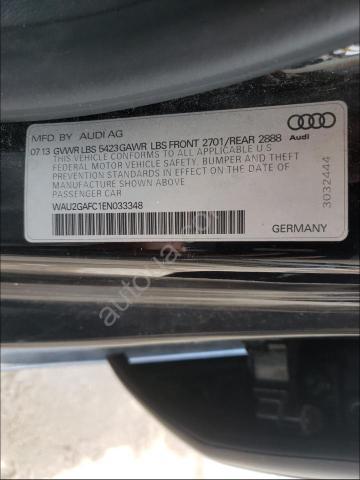 MFD. BY AUDI AG
07 13 GVWR LBS 5423 GAWR LBS FRONT 2701/REAR 2888
THIS VEHICLE CONFORMS TO ALL APPLICABLE U S
FEDERAL MOTOR VEHICLE SAFETY, BUMPER AND THEFT
PREVENTION STANDARDS IN EFFECT ON THE DATE OF
MANUFACTURE SHOWN ABOVE
PASSENGER CAR
WAU2GAFC1EN033348
GERMANY
Audi
3032444
autoua.com